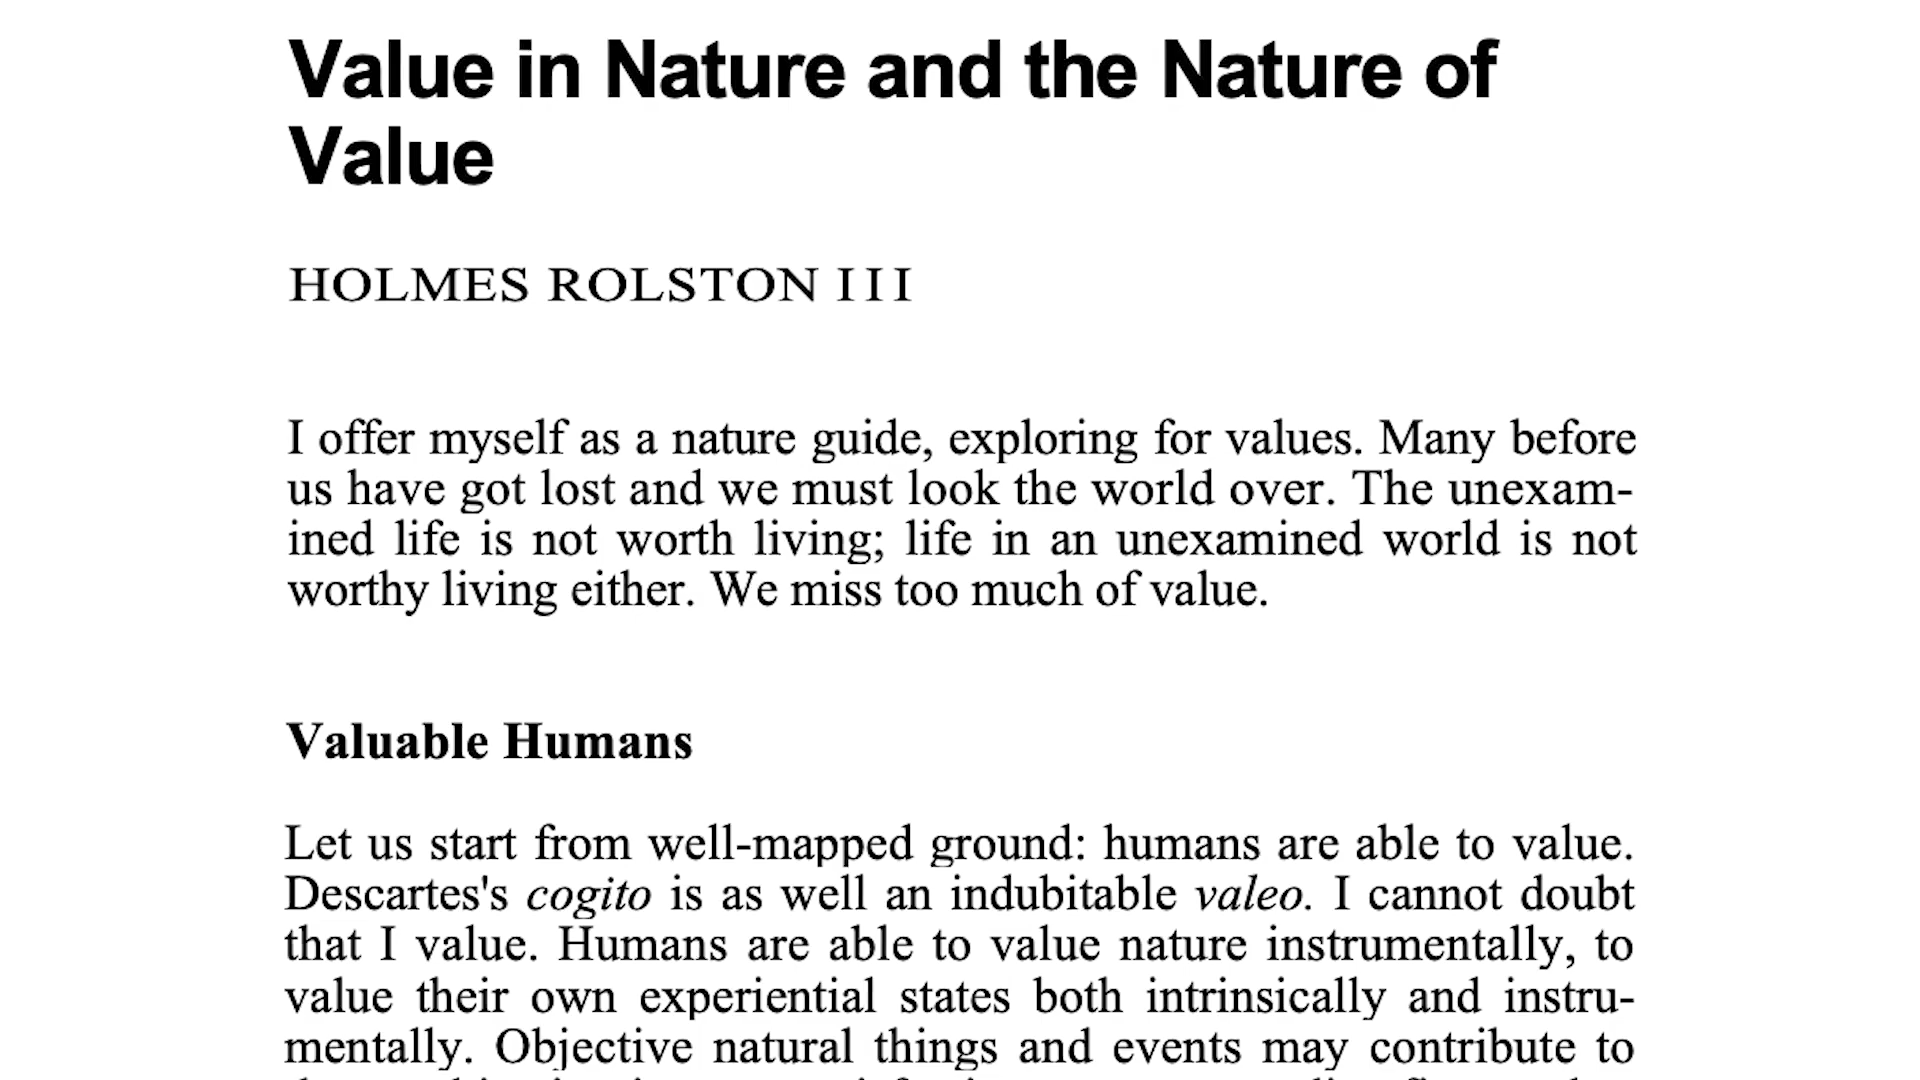 Value in Nature and the Nature of
Value
HOLMES ROLSTON III
I offer myself as a nature guide, exploring for values. Many before
us have got lost and we must look the world over. The unexam-
ined life is not worth living; life in an unexamined world is not
worthy living either. We miss too much of value.
Valuable Humans
Let us start from well-mapped ground: humans are able to value.
Descartes's cogito is as well an indubitable valeo. I cannot doubt
that I value. Humans are able to value nature instrumentally, to
value their own experiential states both intrinsically and instru-
mentally. Objective natural things and events may contribute to